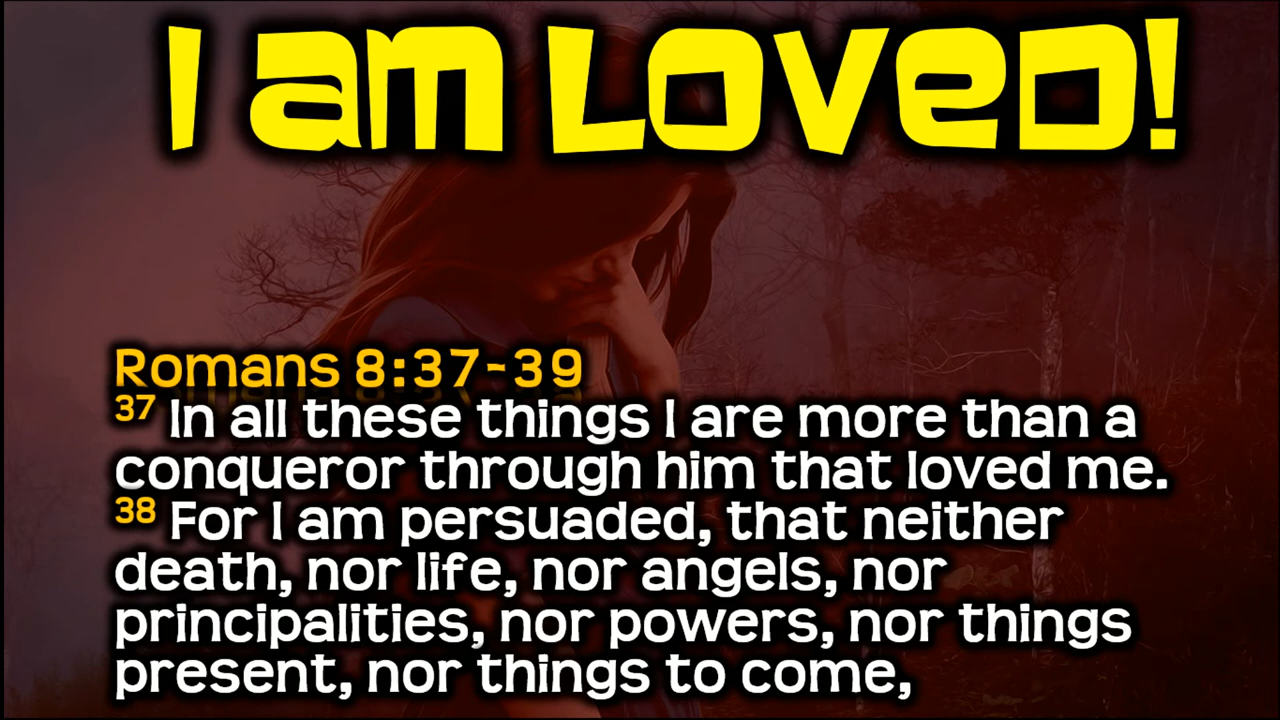 I am Loved!
Romans 8:37-39
37 In all these things I are more than a
conqueror through him that loved me.
38 For I am persuaded, that neither
death, nor life, nor angels, nor
principalities, nor powers, nor things
present, nor things to come,